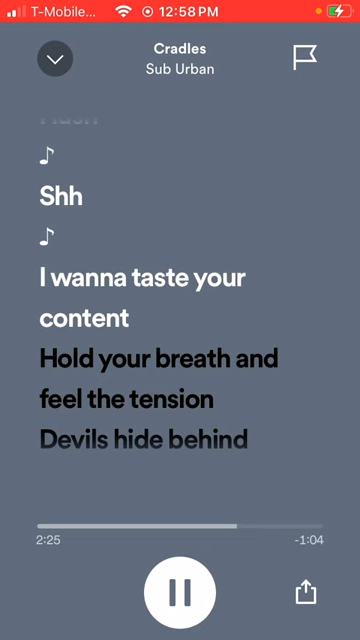 T-Mobile...
12:58 PM
Cradles
Sub Urban
Hush
♪
Shh
♪
I wanna taste your
content
Hold your breath and
feel the tension
Devils hide behind
2:25
-1:04